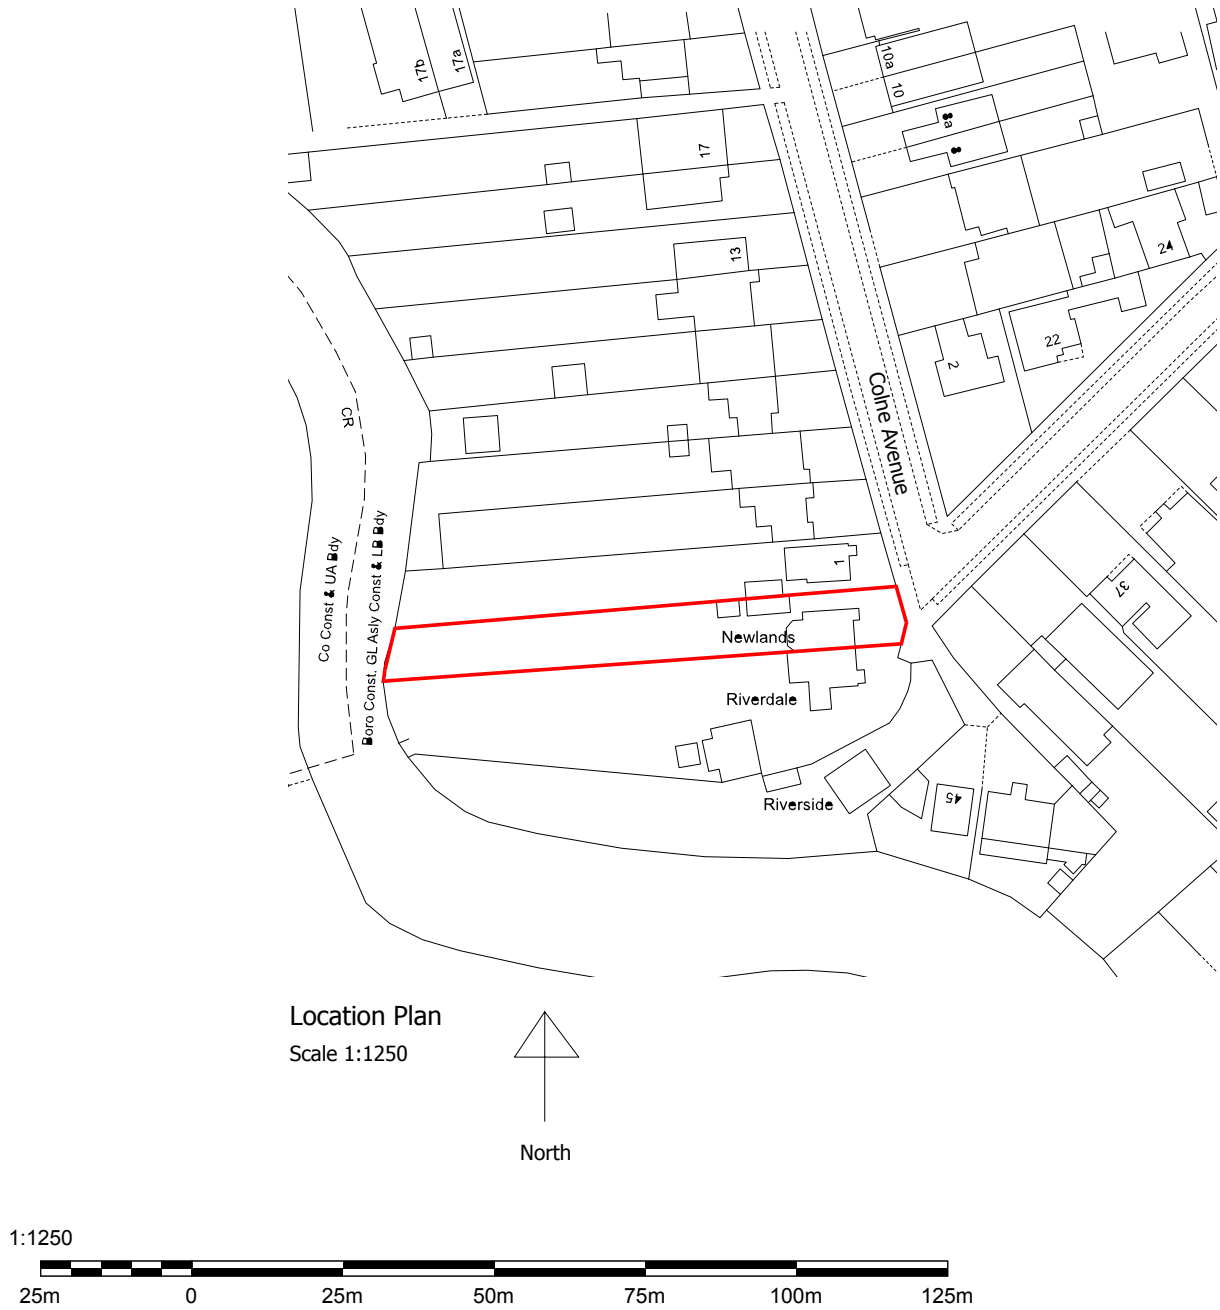 17b
17a
10a
10
8a
8
17
24
13
22
2
Colne Avenue
CR
Co Const & UA Bdy
Boro Const, GL Asly Const & LB Bdy
1
37
Newlands
Riverdale
Riverside
45
Location Plan
Scale 1:1250
North
1:1250
25m 0 25m 50m 75m 100m 125m